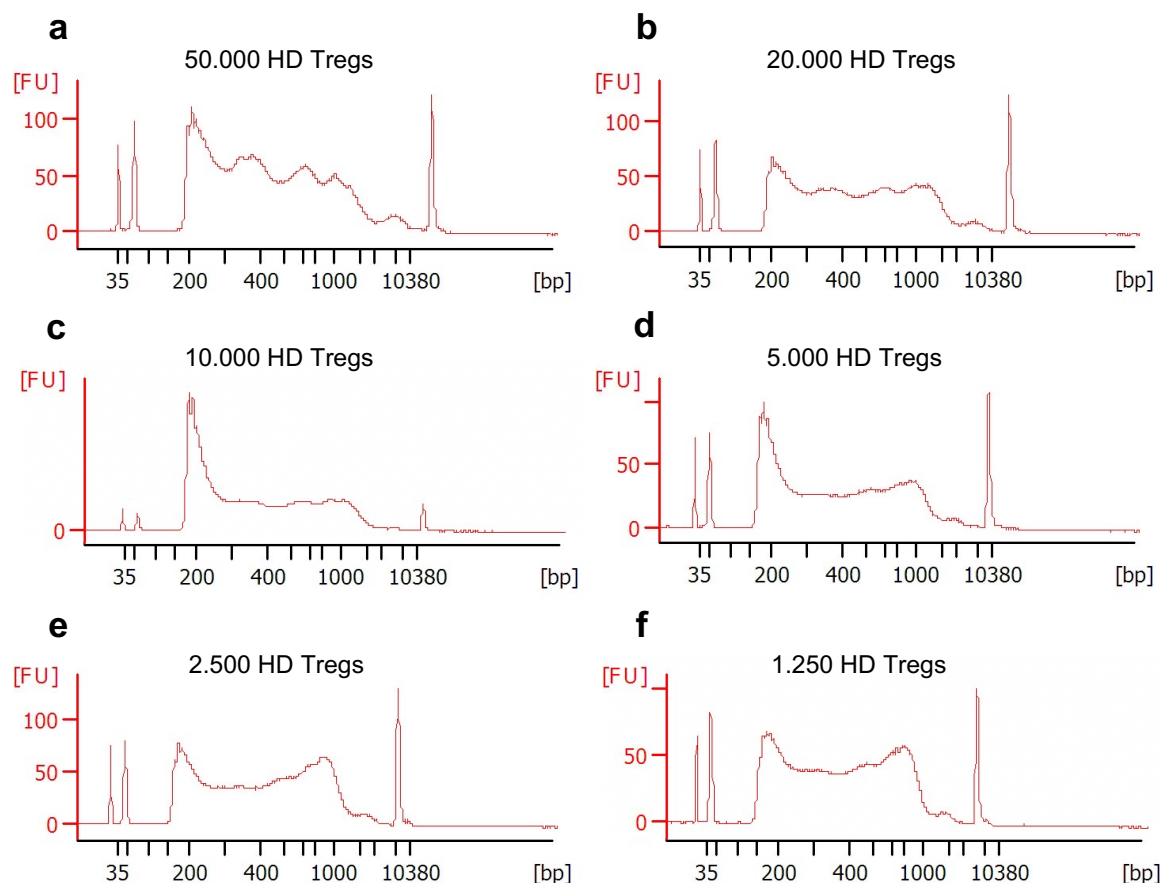 a
50.000 HD Tregs
[FU]
100
50
0
35 200 400 1000 10380 [bp]
b
20.000 HD Tregs
[FU]
100
50
0
35 200 400 1000 10380 [bp]
c
10.000 HD Tregs
[FU]
0
35 200 400 1000 10380 [bp]
d
5.000 HD Tregs
[FU]
50
0
35 200 400 1000 10380 [bp]
e
2.500 HD Tregs
[FU]
100
50
0
35 200 400 1000 10380 [bp]
f
1.250 HD Tregs
[FU]
50
0
35 200 400 1000 10380 [bp]